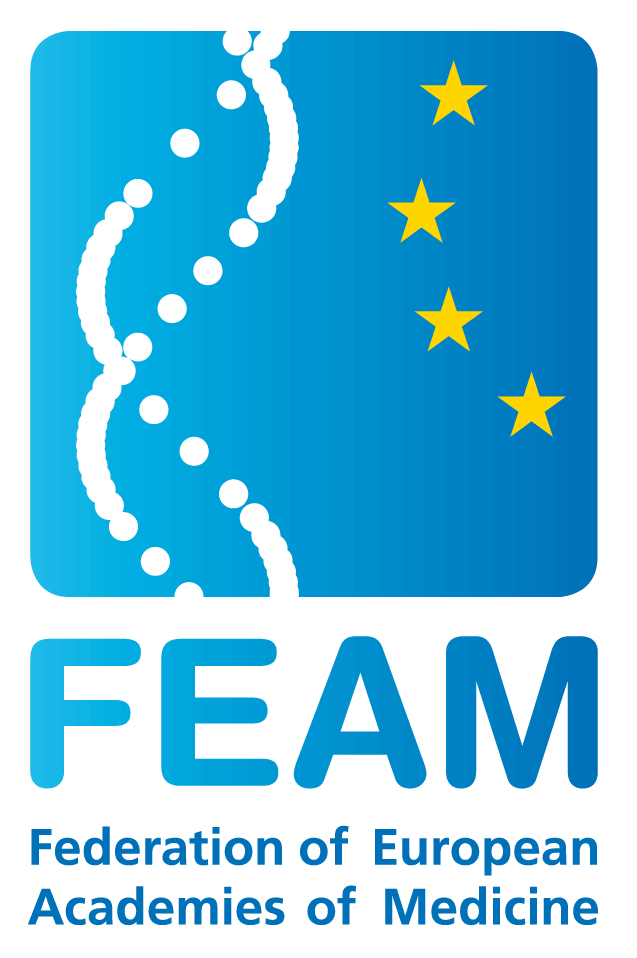 FEAM
Federation of European
Academies of Medicine